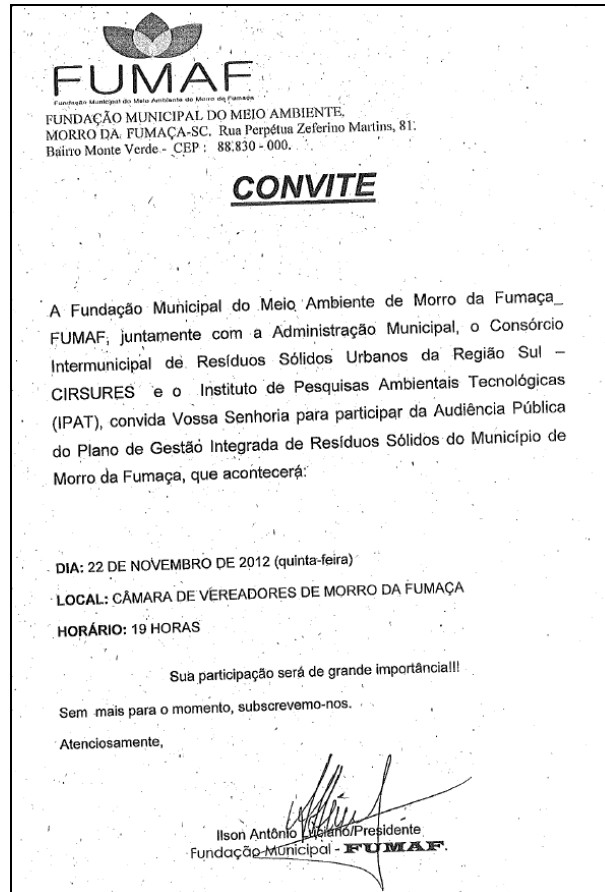 FUMAF
Fundação Municipal do Meio Ambiente de Morro da Fumaça
FUNDAÇÃO MUNICIPAL DO MEIO AMBIENTE.
MORRO DA FUMAÇA-SC. Rua Perpétua Zeferino Martins, 81.
Bairro Monte Verde - CEP : 88.830 - 000.
CONVITE
A Fundação Municipal do Meio Ambiente de Morro da Fumaça_
FUMAF, juntamente com a Administração Municipal, o Consórcio
Intermunicipal de Resíduos Sólidos Urbanos da Região Sul –
CIRSURES e o Instituto de Pesquisas Ambientais Tecnológicas
(IPAT), convida Vossa Senhoria para participar da Audiência Pública
do Plano de Gestão Integrada de Resíduos Sólidos do Município de
Morro da Fumaça, que acontecerá:
DIA: 22 DE NOVEMBRO DE 2012 (quinta-feira)
LOCAL: CÂMARA DE VEREADORES DE MORRO DA FUMAÇA
HORÁRIO: 19 HORAS
Sua participação será de grande importância!!!
Sem mais para o momento, subscrevemo-nos.
Atenciosamente,
Ilson Antônio Luciano/Presidente
Fundação Municipal - FUMAF.